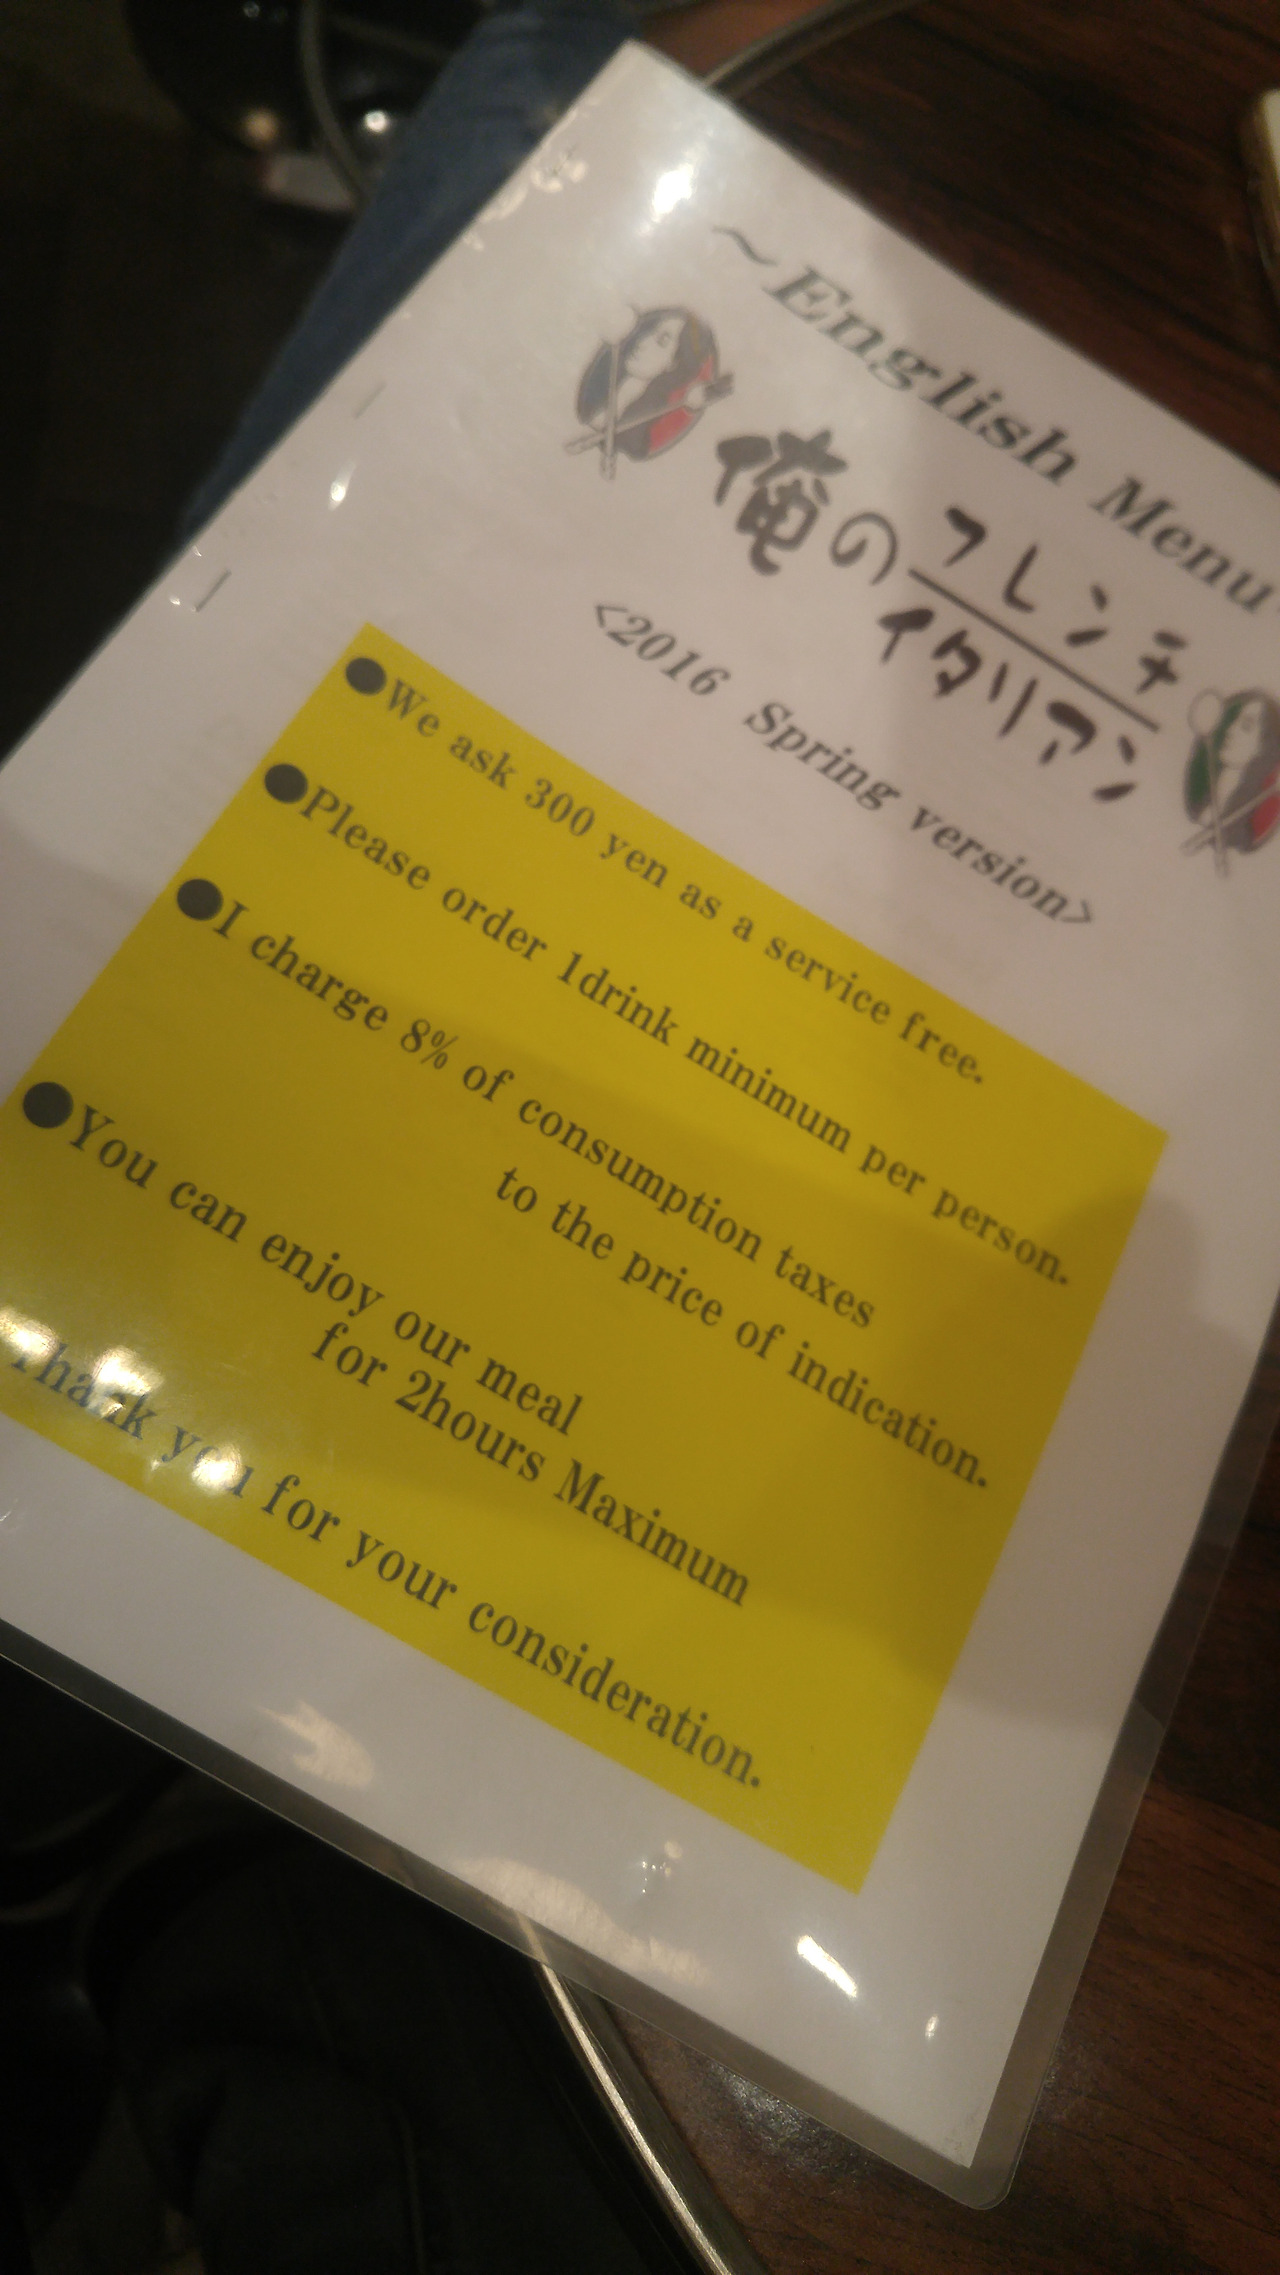 ~English Menu
俺のフレンチ
イタリアン
<2016 Spring version>
●We ask 300 yen as a service free.
●Please order 1drink minimum per person.
●I charge 8% of consumption taxes
to the price of indication.
●You can enjoy our meal
for 2hours Maximum
Thank you for your consideration.